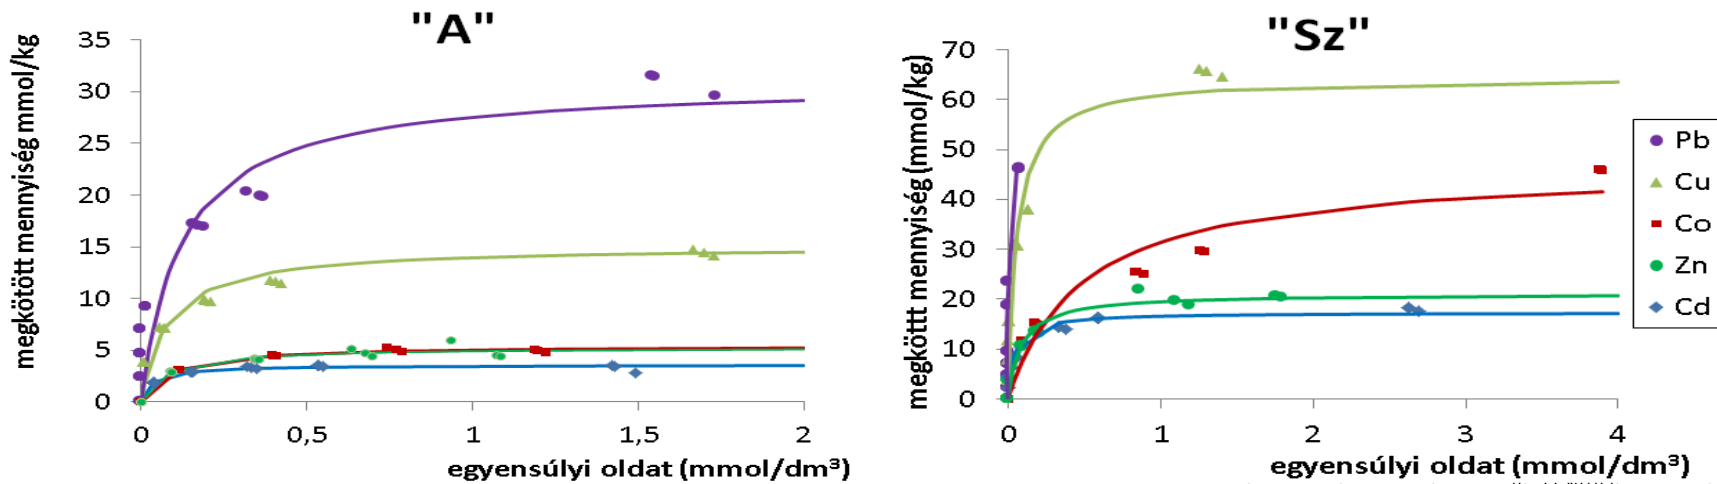 "A"
megkötött mennyiség mmol/kg
35
30
25
20
15
10
5
0
0
0,5
1
1,5
2
egyensúlyi oldat (mmol/dm³)
"Sz"
megköttt mennyiség (mmol/kg)
70
60
50
40
30
20
10
0
0
1
2
3
4
egyensúlyi oldat (mmol/dm³)
Pb
Cu
Co
Zn
Cd